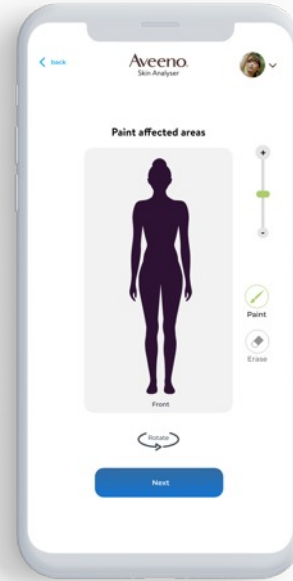 back
Aveeno.
Skin Analyser
Paint affected areas
+
-
Paint
Erase
Front
Rotate
Next